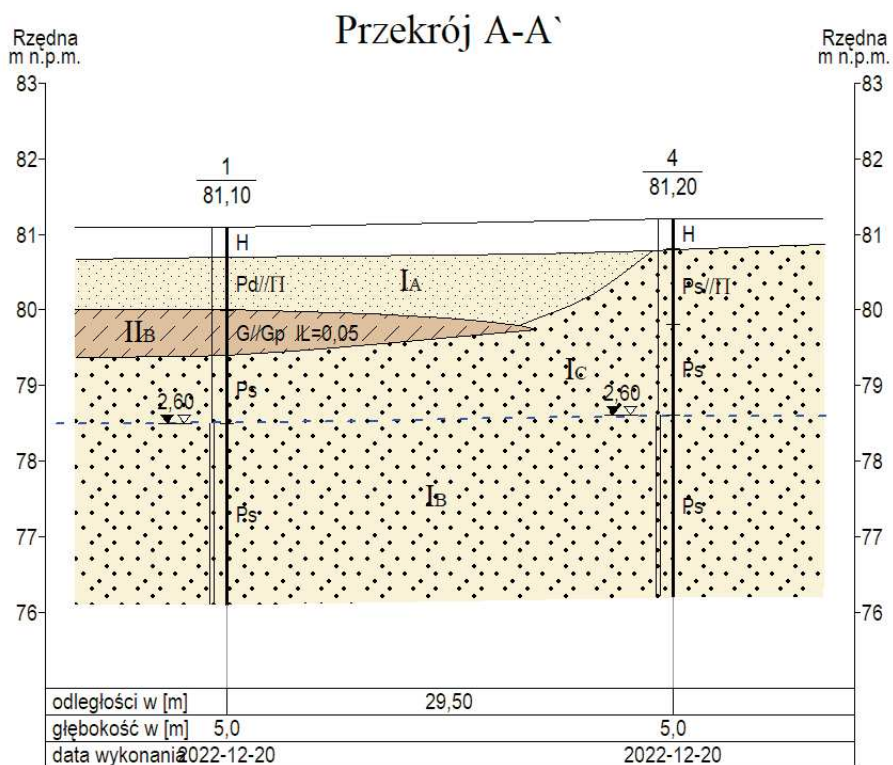 Przekrój A-A`
Rzędna
m n.p.m.
Rzędna
m n.p.m.
83
83
82
82
1
81,10
4
81,20
81
H
H
81
Pd//Π
IA
Ps//Π
80
80
IIB
G//Gp IL=0,05
79
Ps
IC
Ps
79
2,60
2,60
78
78
IB
Ps
Ps
77
77
76
76
odległości w [m]
29,50
głębokość w [m]
5,0
5,0
data wykonania
2022-12-20
2022-12-20